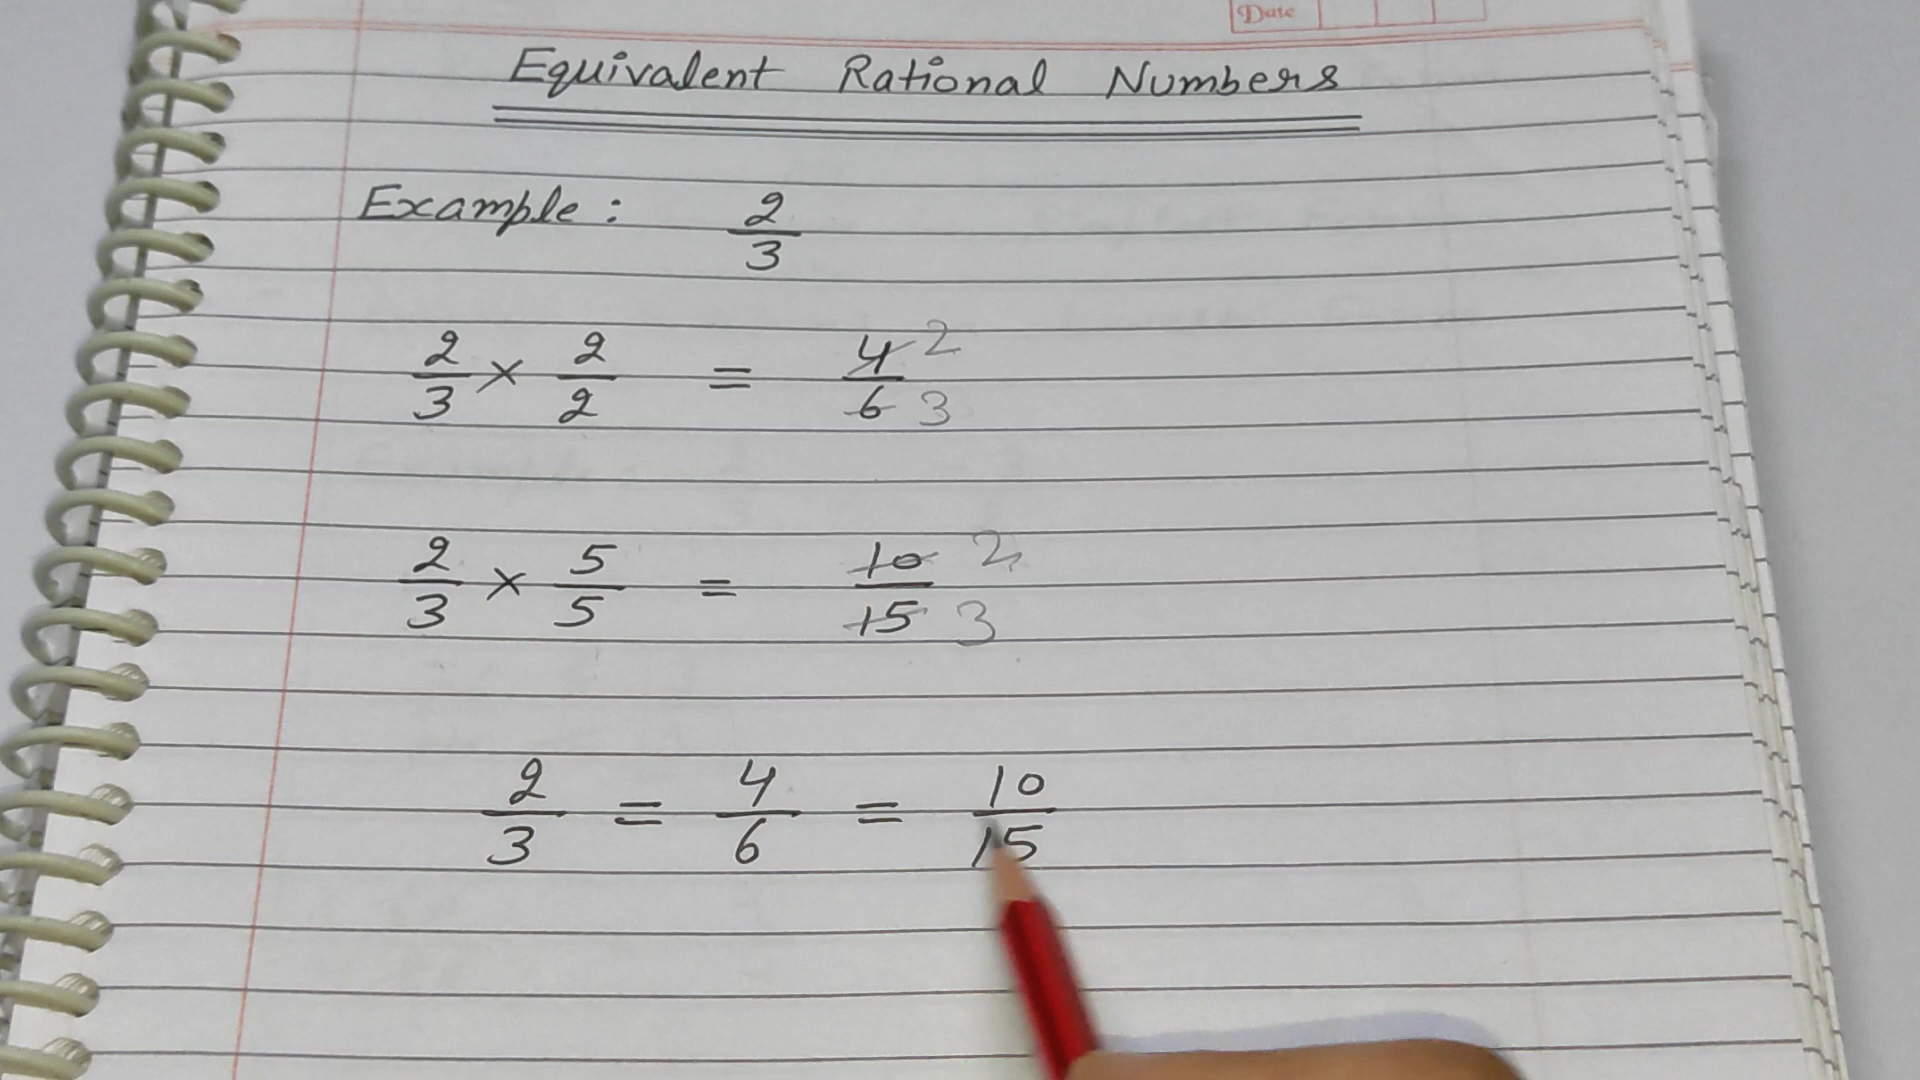 Date
Equivalent Rational Numbers
Example : 2/3
2/3 × 2/2 = 4/6 2/3
2/3 × 5/5 = 10/15 2/3
2/3 = 4/6 = 10/15